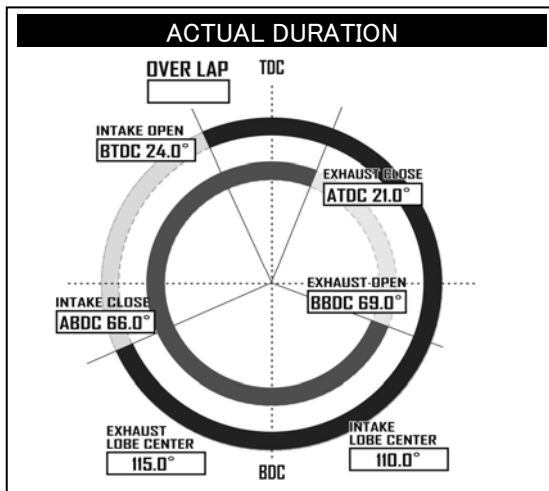 ACTUAL DURATION
OVER LAP
TDC
INTAKE OPEN
BTDC 24.0°
EXHAUST CLOSE
ATDC 21.0°
EXHAUST OPEN
BBDC 69.0°
INTAKE CLOSE
ABDC 66.0°
EXHAUST
LOBE CENTER
115.0°
BDC
INTAKE
LOBE CENTER
110.0°